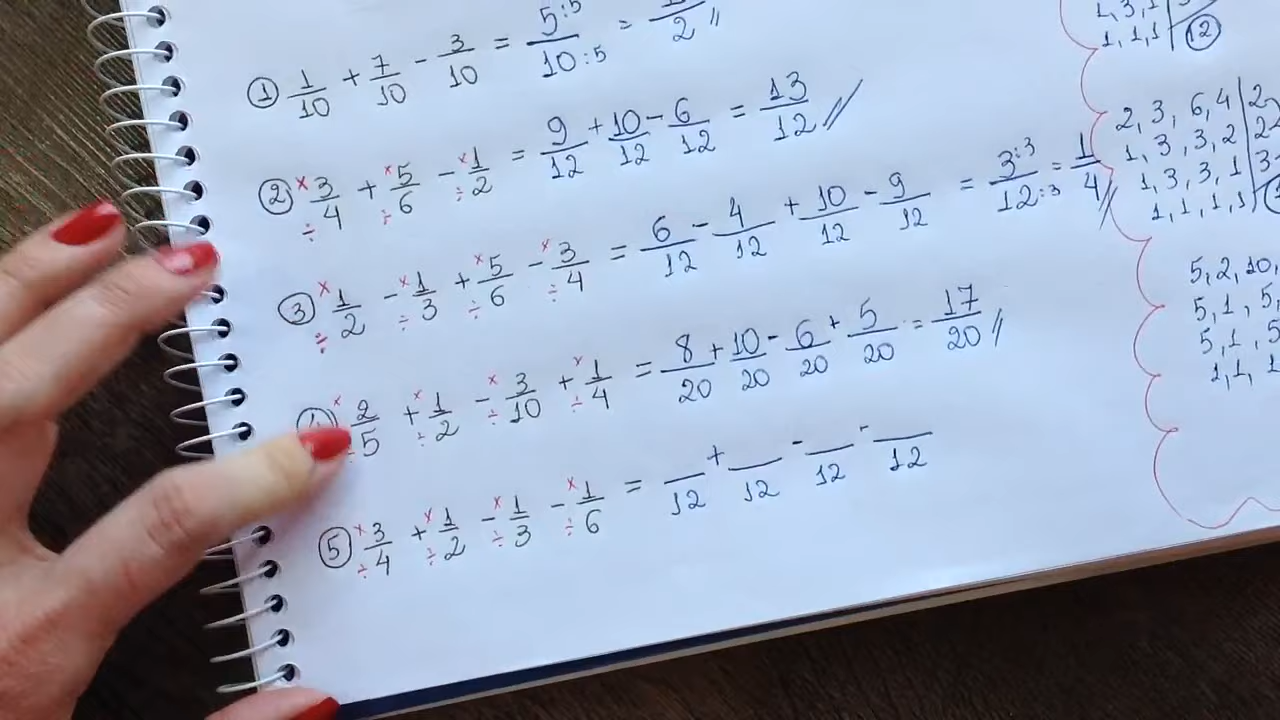 ① 1/10 + 7/10 - 3/10 = 5:5/10:5 = /2 //
② ×3/÷4 + ×5/÷6 - ×1/÷2 = 9/12 + 10/12 - 6/12 = 13/12 //
③ ×1/÷2 - ×1/÷3 + ×5/÷6 - ×3/÷4 = 6/12 - 4/12 + 10/12 - 9/12 = 3:3/12:3 = 1/4 //
×2/÷5 + ×1/÷2 - ×3/÷10 + ×1/÷4 = 8/20 + 10/20 - 6/20 + 5/20 = 17/20 //
⑤ ×3/÷4 + ×1/÷2 - ×1/÷3 - ×1/÷6 = /12 + /12 - /12 - /12
1, 3, 1
1, 1, 1 | ⑫
2, 3, 6, 4 | 2
1, 3, 3, 2 | 2
1, 3, 3, 1 | 3
1, 1, 1, 1
5, 2, 10,
5, 1, 5,
5, 1, 5
1, 1, 1